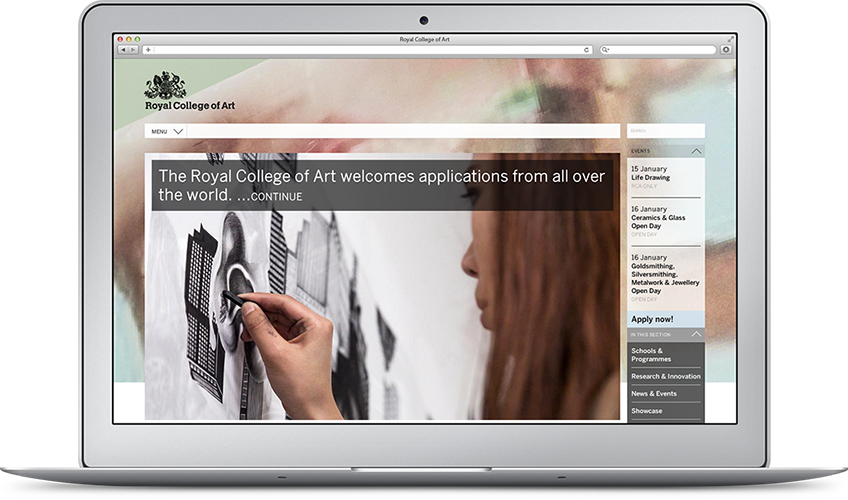 Royal College of Art
Royal College of Art
MENU
SEARCH
The Royal College of Art welcomes applications from all over
the world. ...CONTINUE
EVENTS
15 January
Life Drawing
RCA ONLY
16 January
Ceramics & Glass
Open Day
OPEN DAY
16 January
Goldsmithing,
Silversmithing,
Metalwork & Jewellery
Open Day
OPEN DAY
Apply now!
IN THIS SECTION
Schools &
Programmes
Research & Innovation
News & Events
Showcase